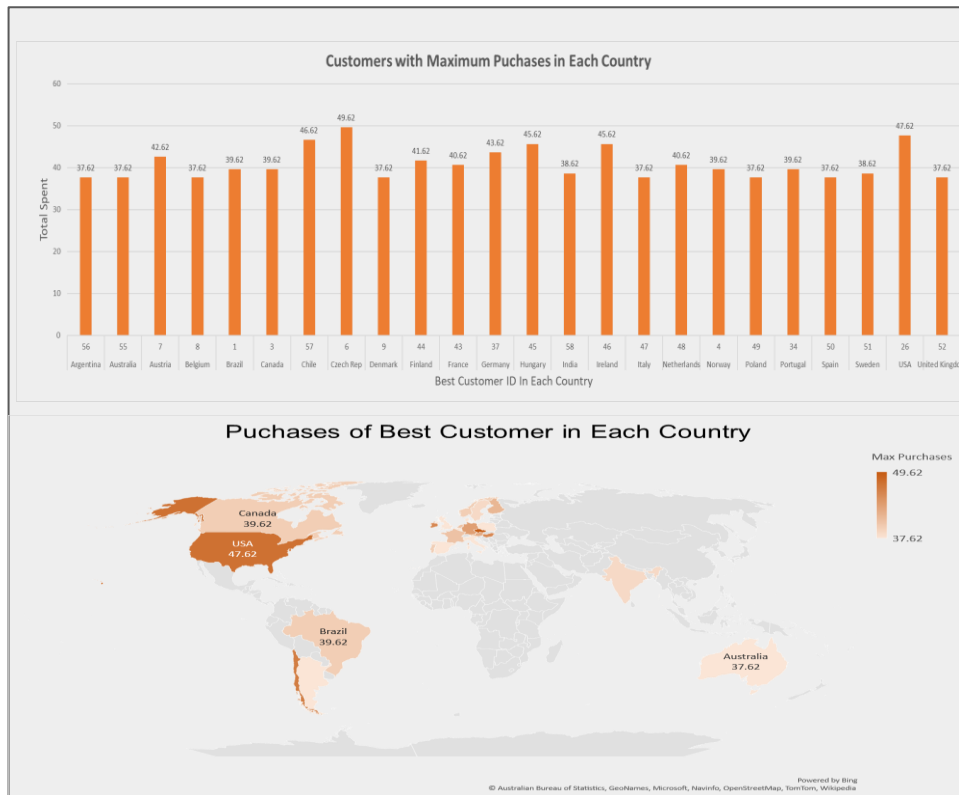 Customers with Maximum Puchases in Each Country
60
50
40
30
20
10
0
Total Spent
37.62 37.62 42.62 37.62 39.62 39.62 46.62 49.62 37.62 41.62 40.62 43.62 45.62 38.62 45.62 37.62 40.62 39.62 37.62 39.62 37.62 38.62 47.62 37.62
56 55 7 8 1 3 57 6 9 44 43 37 45 58 46 47 48 4 49 34 50 51 26 52
Argentina Australia Austria Belgium Brazil Canada Chile Czech Rep Denmark Finland France Germany Hungary India Ireland Italy Netherlands Norway Poland Portugal Spain Sweden USA United Kingdo
Best Customer ID In Each Country
Puchases of Best Customer in Each Country
Max Purchases
49.62
37.62
Canada
39.62
USA
47.62
Brazil
39.62
Australia
37.62
Powered by Bing
© Australian Bureau of Statistics, GeoNames, Microsoft, Navinfo, OpenStreetMap, TomTom, Wikipedia